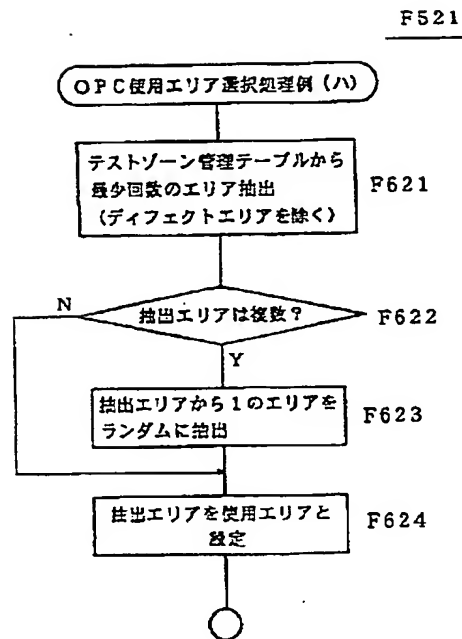 F521
OPC使用エリア選択処理例(ハ)
テストゾーン管理テーブルから
最少回数のエリア抽出
(ディフェクトエリアを除く)
F621
N
抽出エリアは複数?
F622
Y
抽出エリアから1のエリアを
ランダムに抽出
F623
抽出エリアを使用エリアと
設定
F624